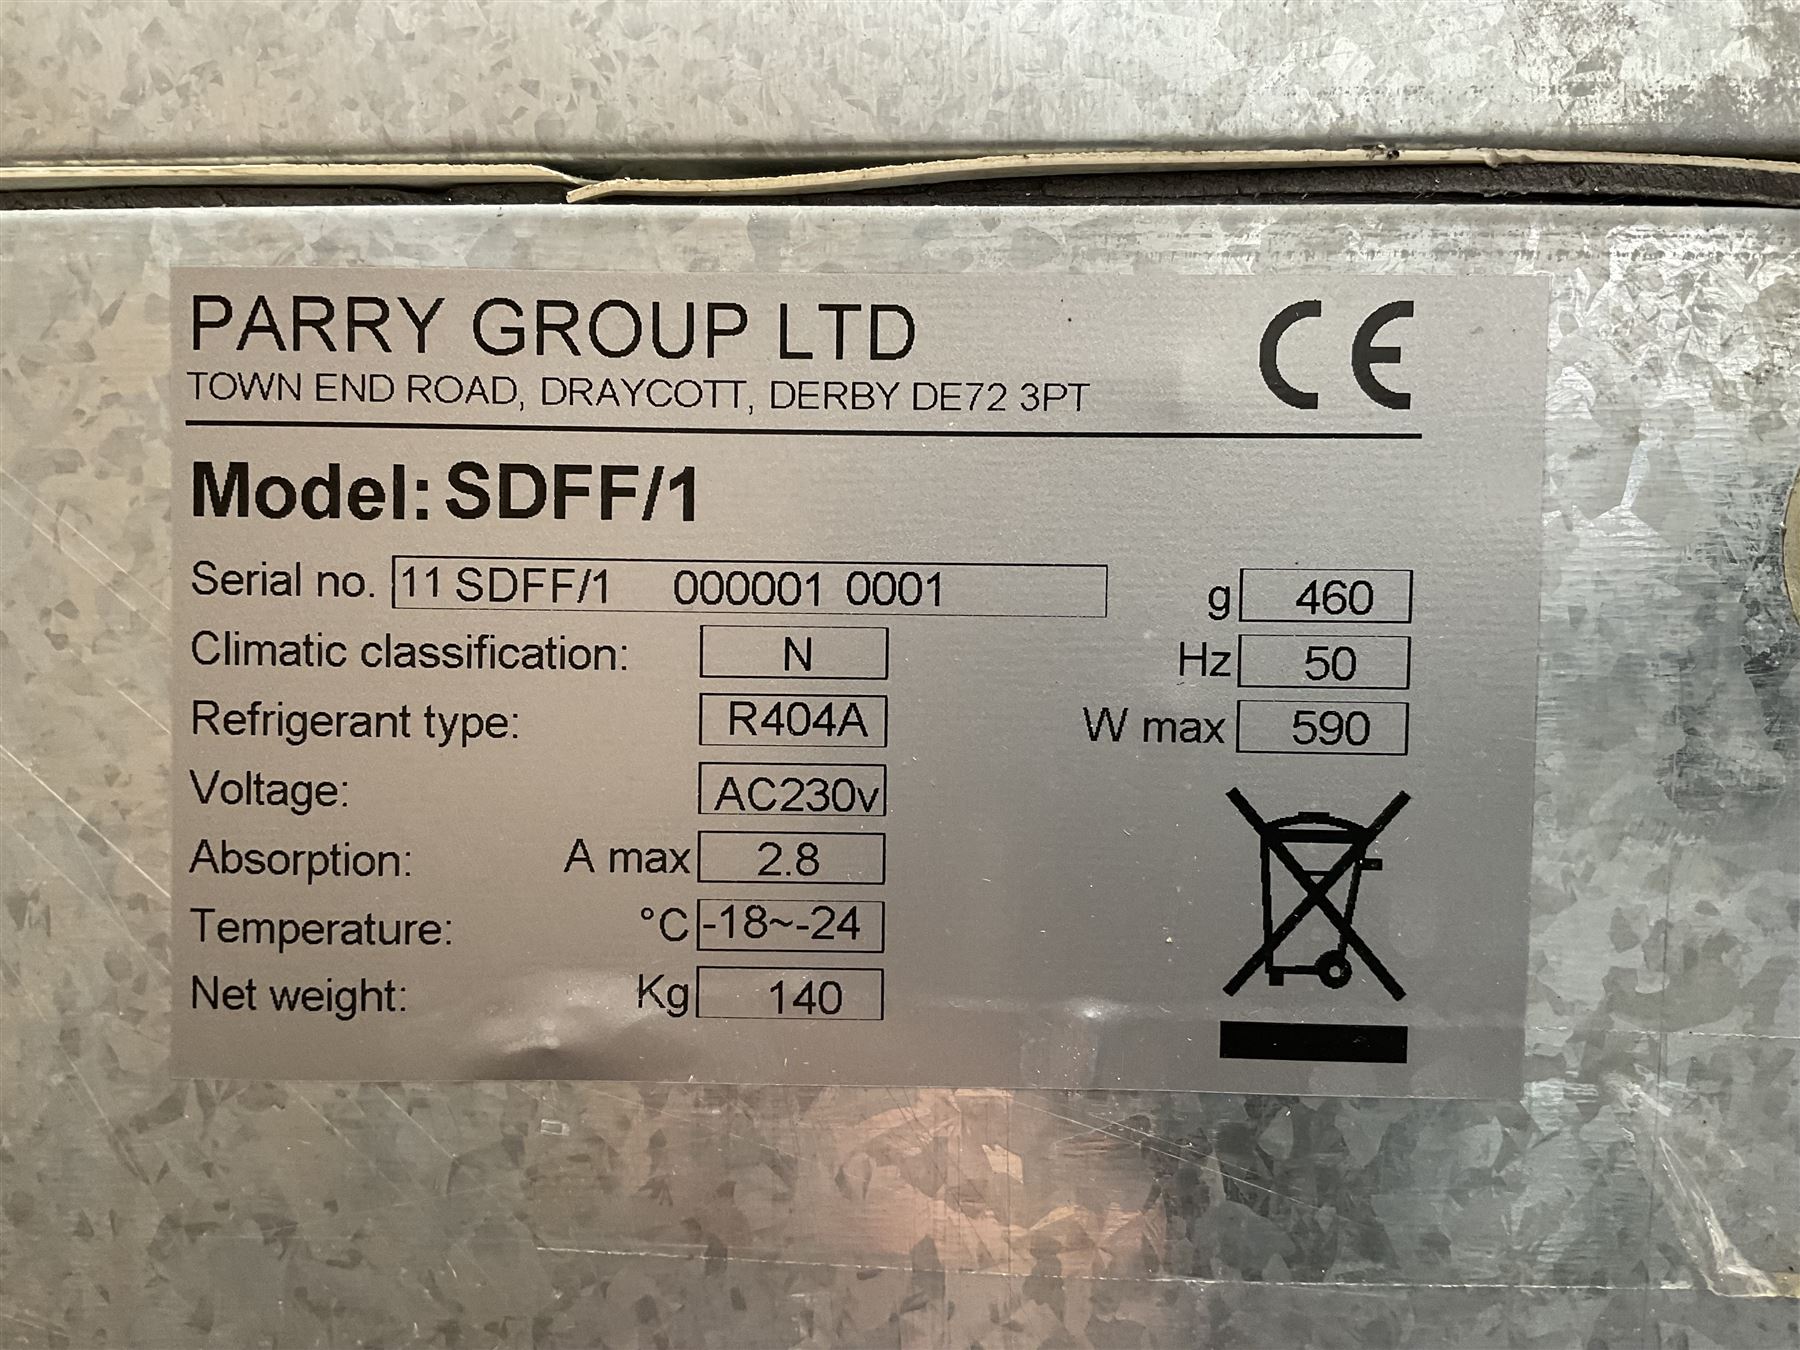 PARRY GROUP LTD
TOWN END ROAD, DRAYCOTT, DERBY DE72 3PT
CE
Model: SDFF/1
Serial no. 11 SDFF/1 000001 0001
g 460
Climatic classification: N
Hz 50
Refrigerant type: R404A
W max 590
Voltage: AC230v
Absorption: A max 2.8
Temperature: °C -18~-24
Net weight: Kg 140